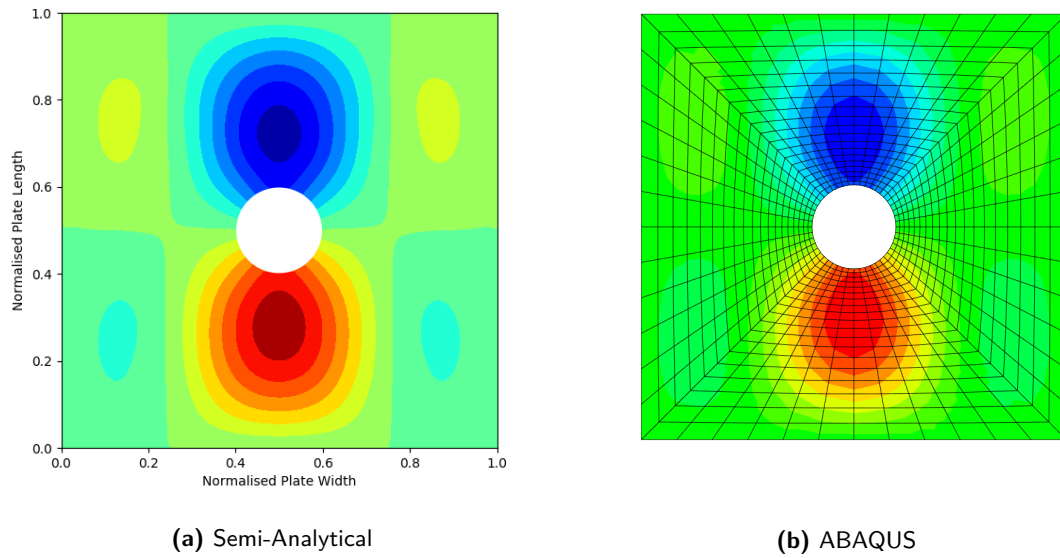 1.0
0.8
0.6
0.4
0.2
0.0
Normalised Plate Length
0.0 0.2 0.4 0.6 0.8 1.0
Normalised Plate Width
(a) Semi-Analytical
(b) ABAQUS